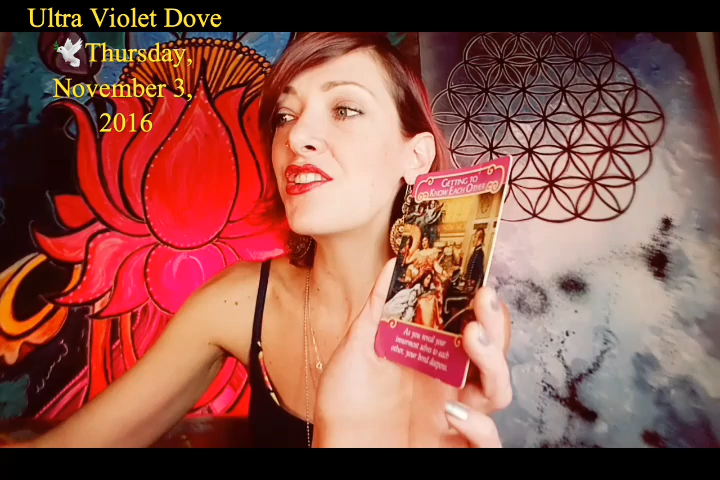 Ultra Violet Dove
🕊Thursday,
November 3,
2016
GETTING TO
KNOW EACH OTHER
As you reveal your
innermost selves to each
other, your bond deepens.